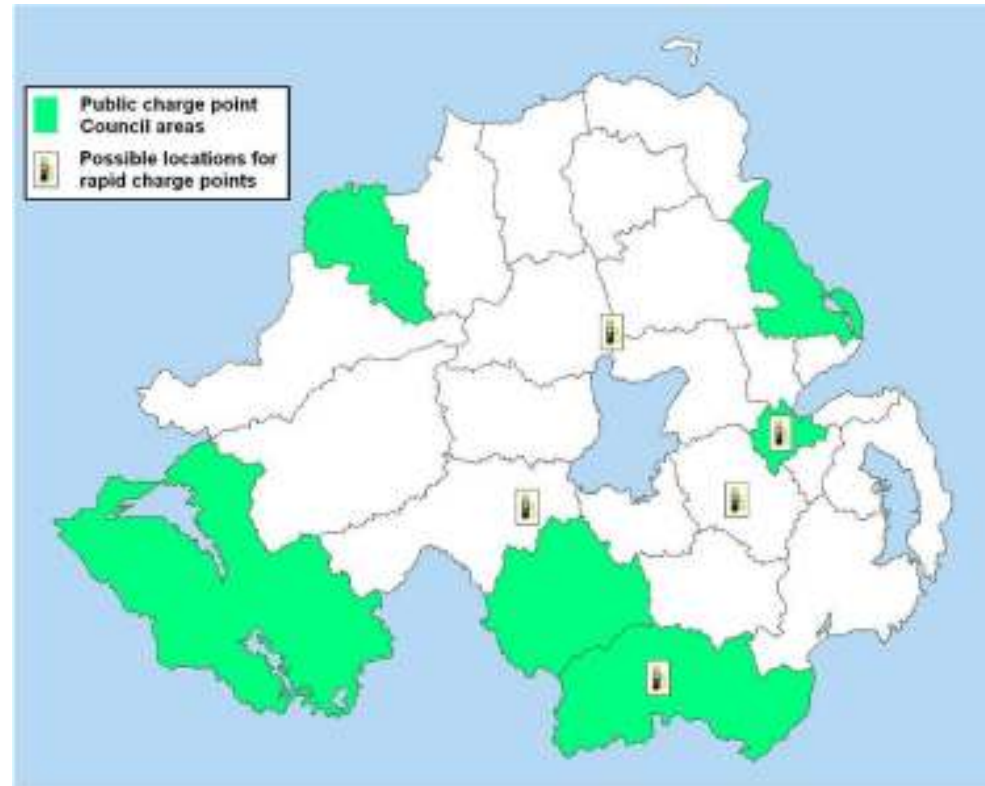 Public charge point
Council areas
Possible locations for
rapid charge points